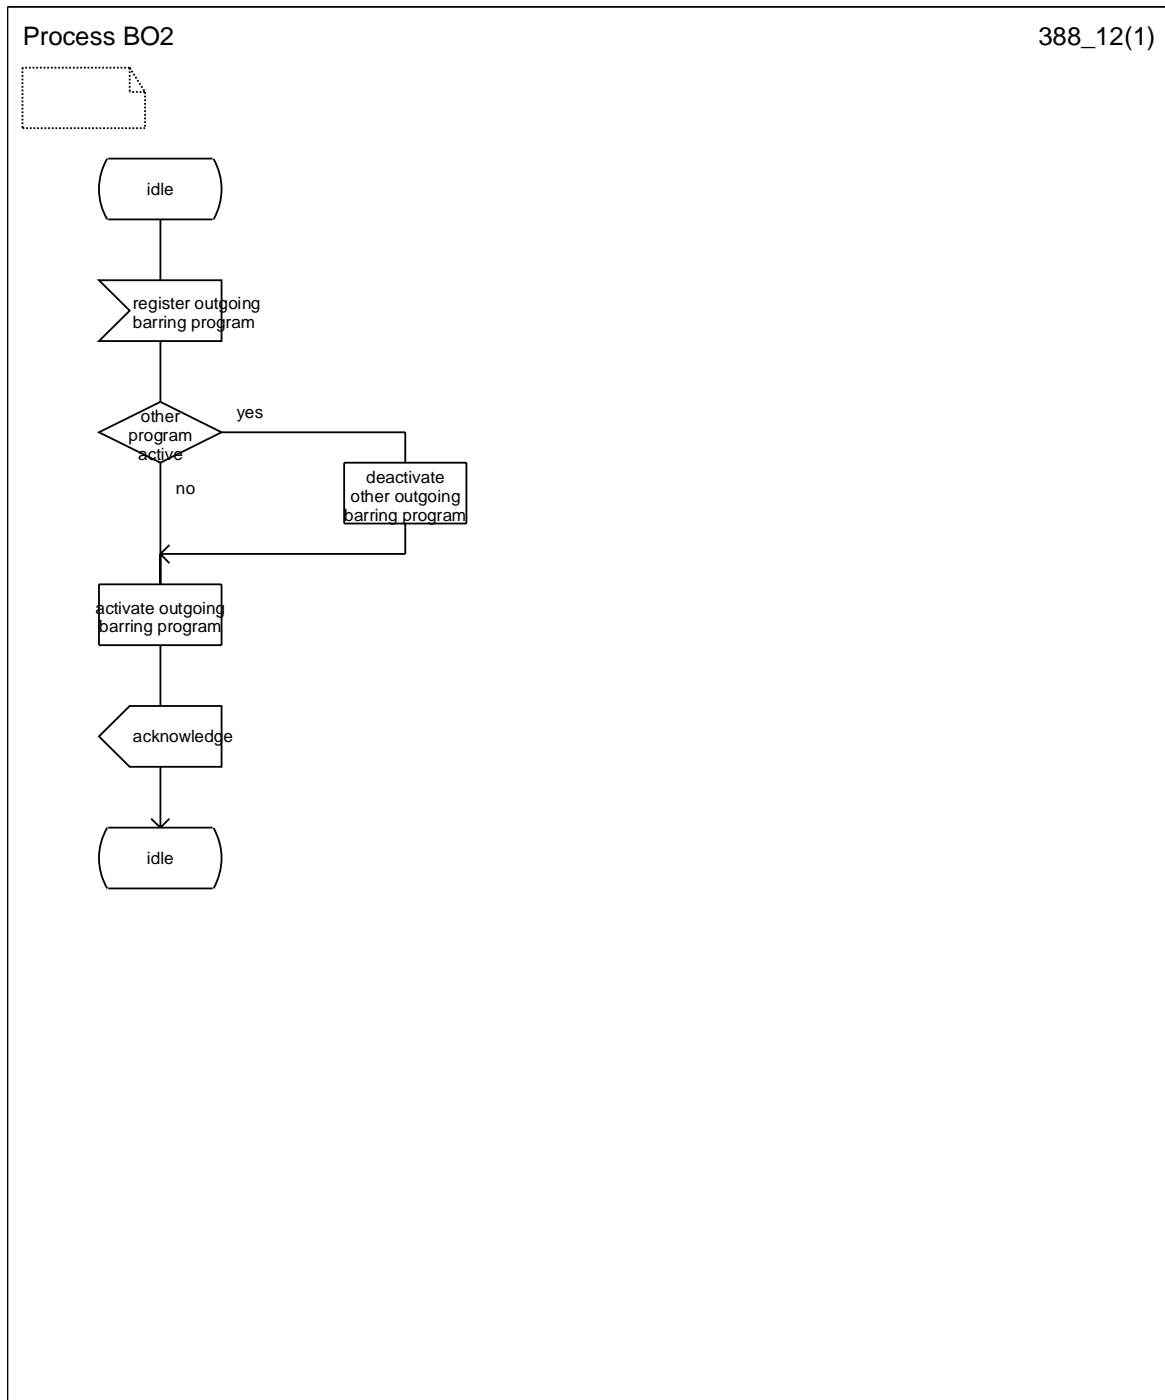 Process BO2
388_12(1)
idle
register outgoing
barring program
other
program
active
yes
no
deactivate
other outgoing
barring program
activate outgoing
barring program
acknowledge
idle